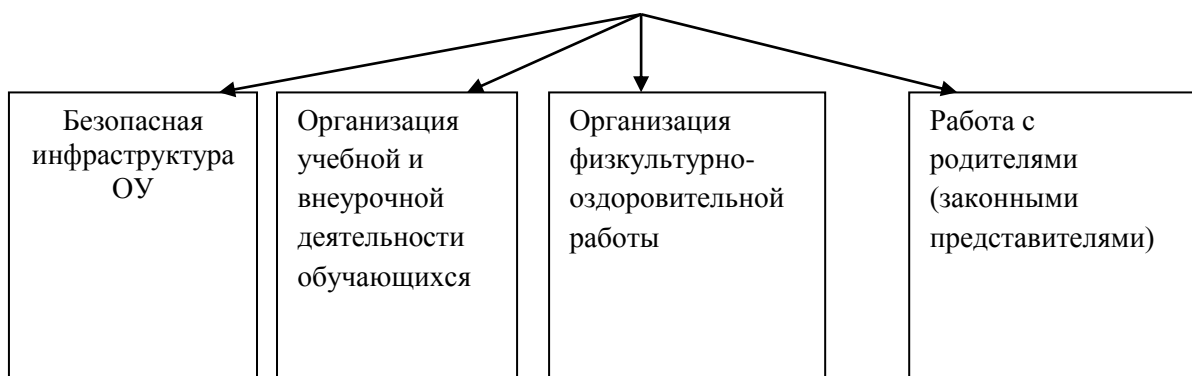 Безопасная
инфраструктура
ОУ
Организация
учебной и
внеурочной
деятельности
обучающихся
Организация
физкультурно-
оздоровительной
работы
Работа с
родителями
(законными
представителями)